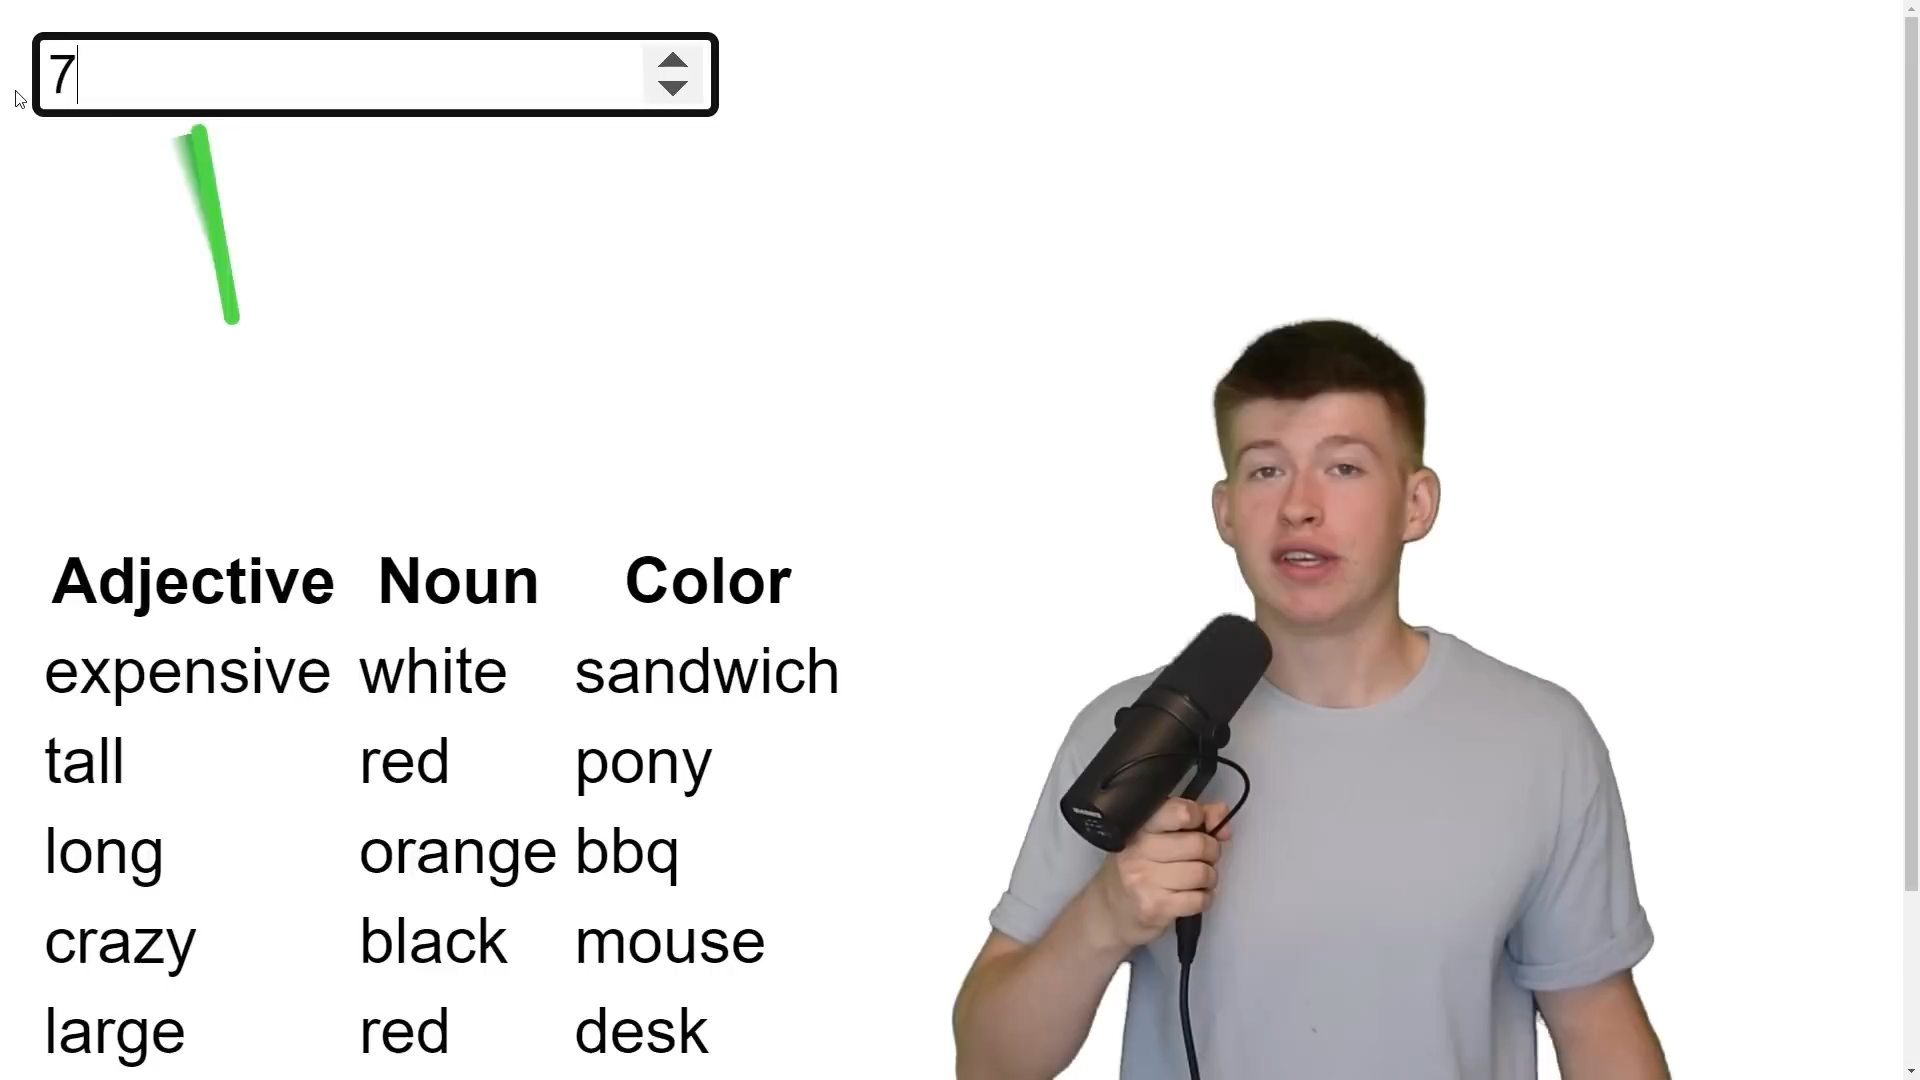 7
Adjective Noun Color
expensive white sandwich
tall red pony
long orange bbq
crazy black mouse
large red desk